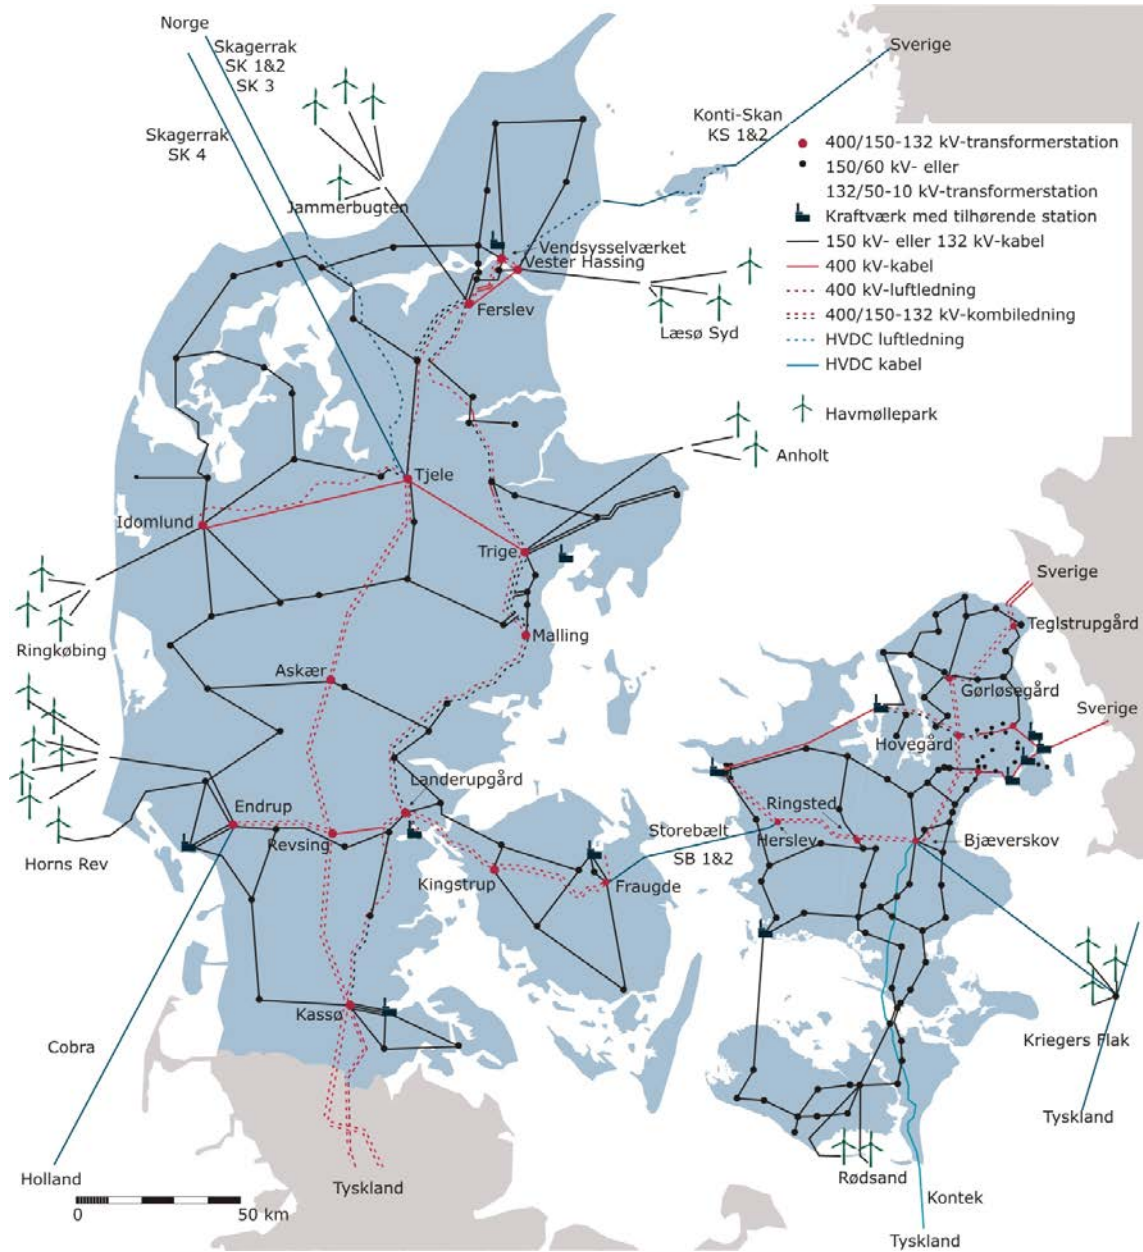 Norge
Skagerrak
SK 1&2
SK 3
Skagerrak
SK 4
Jammerbugten
Sverige
Konti-Skan
KS 1&2
400/150-132 kV-transformerstation
150/60 kV- eller
132/50-10 kV-transformerstation
Kraftværk med tilhørende station
150 kV- eller 132 kV-kabel
400 kV-kabel
400 kV-luftledning
400/150-132 kV-kombiledning
HVDC luftledning
HVDC kabel
Havmøllepark
Vendsysselværket
Vester Hassing
Ferslev
Læsø Syd
Anholt
Tjele
Idomlund
Trige
Ringkøbing
Malling
Askær
Sverige
Teglstrupgård
Gørløsegård
Sverige
Hovegård
Landerupgård
Endrup
Revsing
Horns Rev
Kingstrup
Fraugde
Storebælt
SB 1&2
Ringsted
Herslev
Bjæverskov
Kassø
Cobra
Kriegers Flak
Tyskland
Holland
Tyskland
0
50 km
Rødsand
Kontek
Tyskland